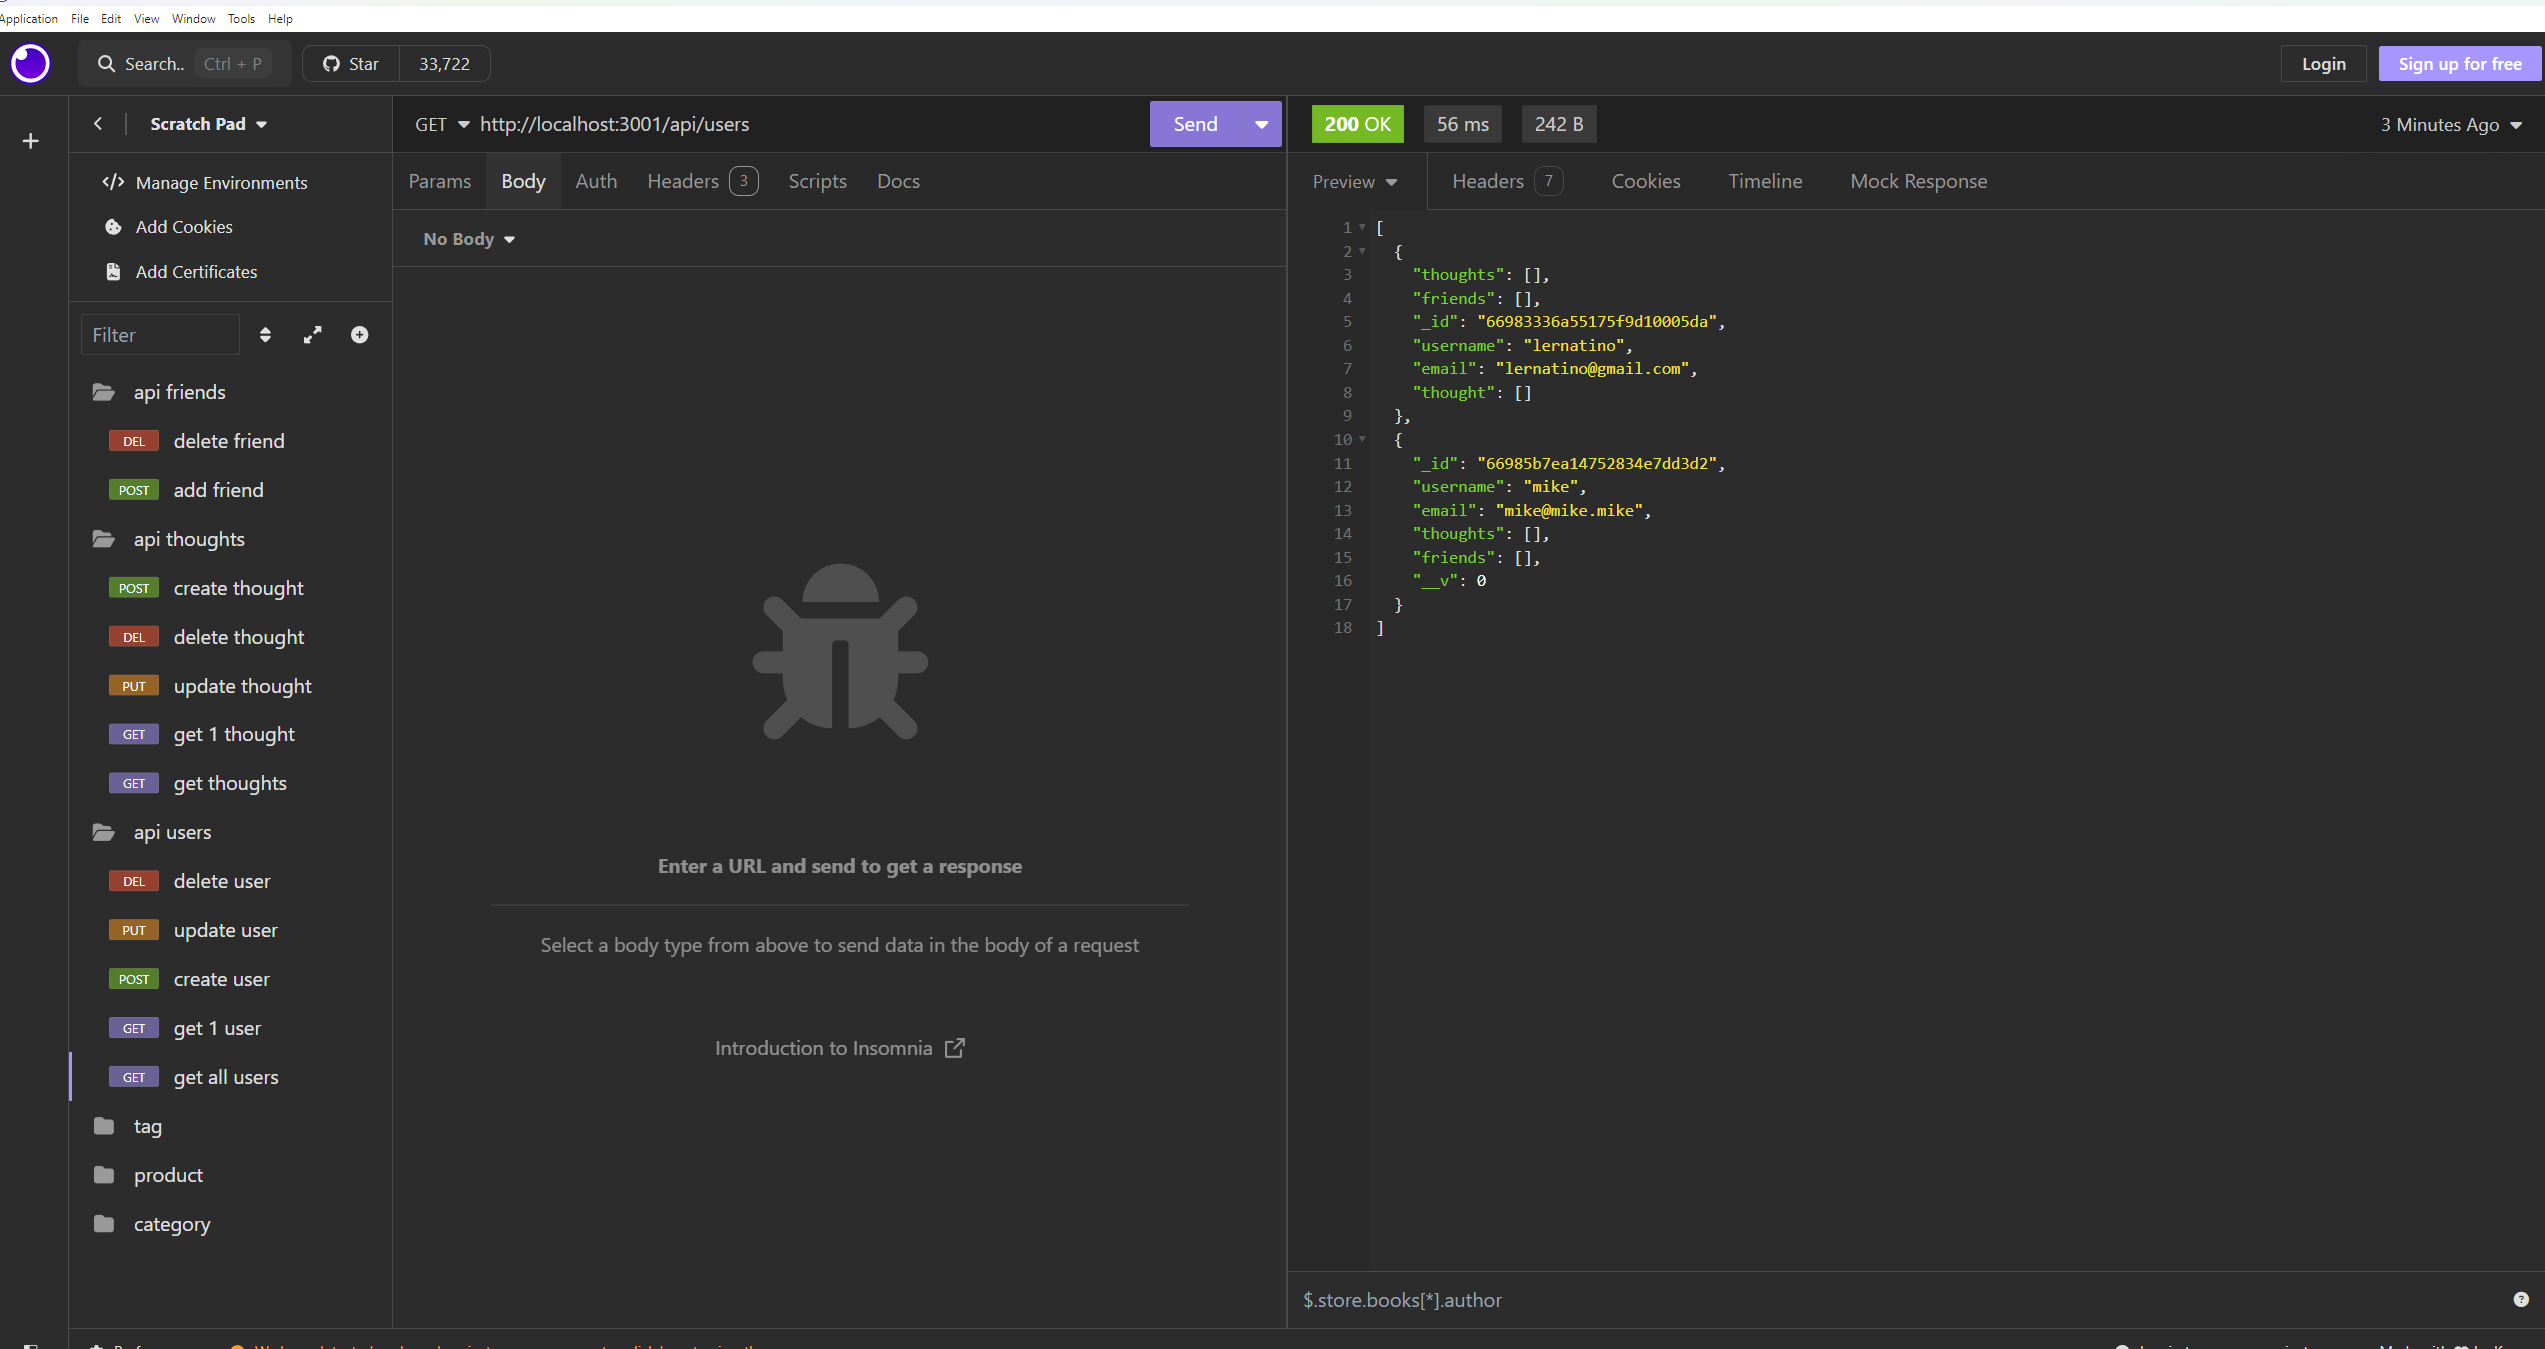 Application File Edit View Window Tools Help
Search.. Ctrl + P Star 33,722 Login Sign up for free
Scratch Pad
Manage Environments
Add Cookies
Add Certificates
Filter
api friends
DEL delete friend
POST add friend
api thoughts
POST create thought
DEL delete thought
PUT update thought
GET get 1 thought
GET get thoughts
api users
DEL delete user
PUT update user
POST create user
GET get 1 user
GET get all users
tag
product
category
GET http://localhost:3001/api/users Send
Params Body Auth Headers 3 Scripts Docs
No Body
Enter a URL and send to get a response
Select a body type from above to send data in the body of a request
Introduction to Insomnia
200 OK 56 ms 242 B 3 Minutes Ago
Preview Headers 7 Cookies Timeline Mock Response
1 [
2 {
3 "thoughts": [],
4 "friends": [],
5 "_id": "66983336a55175f9d10005da",
6 "username": "lernatino",
7 "email": "lernatino@gmail.com",
8 "thought": []
9 },
10 {
11 "_id": "66985b7ea14752834e7dd3d2",
12 "username": "mike",
13 "email": "mike@mike.mike",
14 "thoughts": [],
15 "friends": [],
16 "__v": 0
17 }
18 ]
$.store.books[*].author